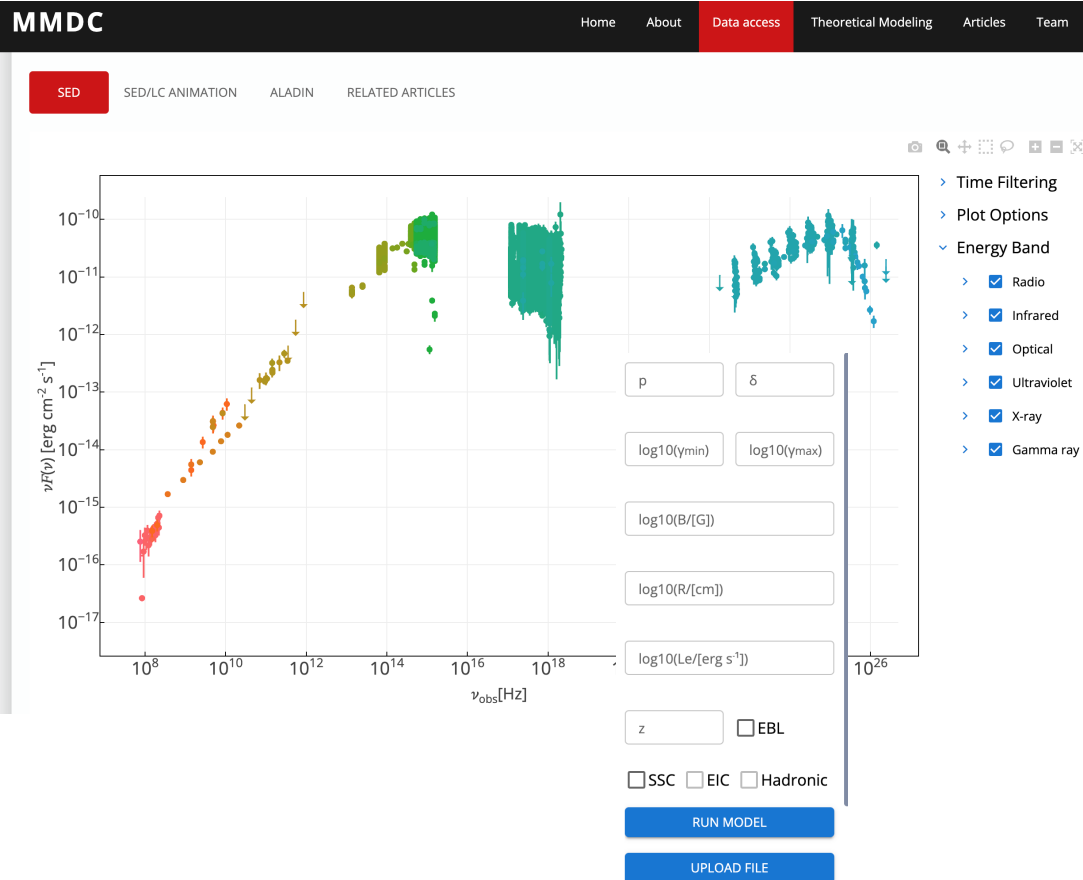 MMDC
Home About Data access Theoretical Modeling Articles Team
SED SED/LC ANIMATION ALADIN RELATED ARTICLES
Time Filtering
Plot Options
Energy Band
Radio
Infrared
Optical
Ultraviolet
X-ray
Gamma ray
νF(ν) [erg cm⁻² s⁻¹]
10⁻¹⁰
10⁻¹¹
10⁻¹²
10⁻¹³
10⁻¹⁴
10⁻¹⁵
10⁻¹⁶
10⁻¹⁷
10⁸ 10¹⁰ 10¹² 10¹⁴ 10¹⁶ 10¹⁸ 10²⁶
νobs[Hz]
p δ
log10(γmin) log10(γmax)
log10(B/[G])
log10(R/[cm])
log10(Le/[erg s⁻¹])
z EBL
SSC EIC Hadronic
RUN MODEL
UPLOAD FILE